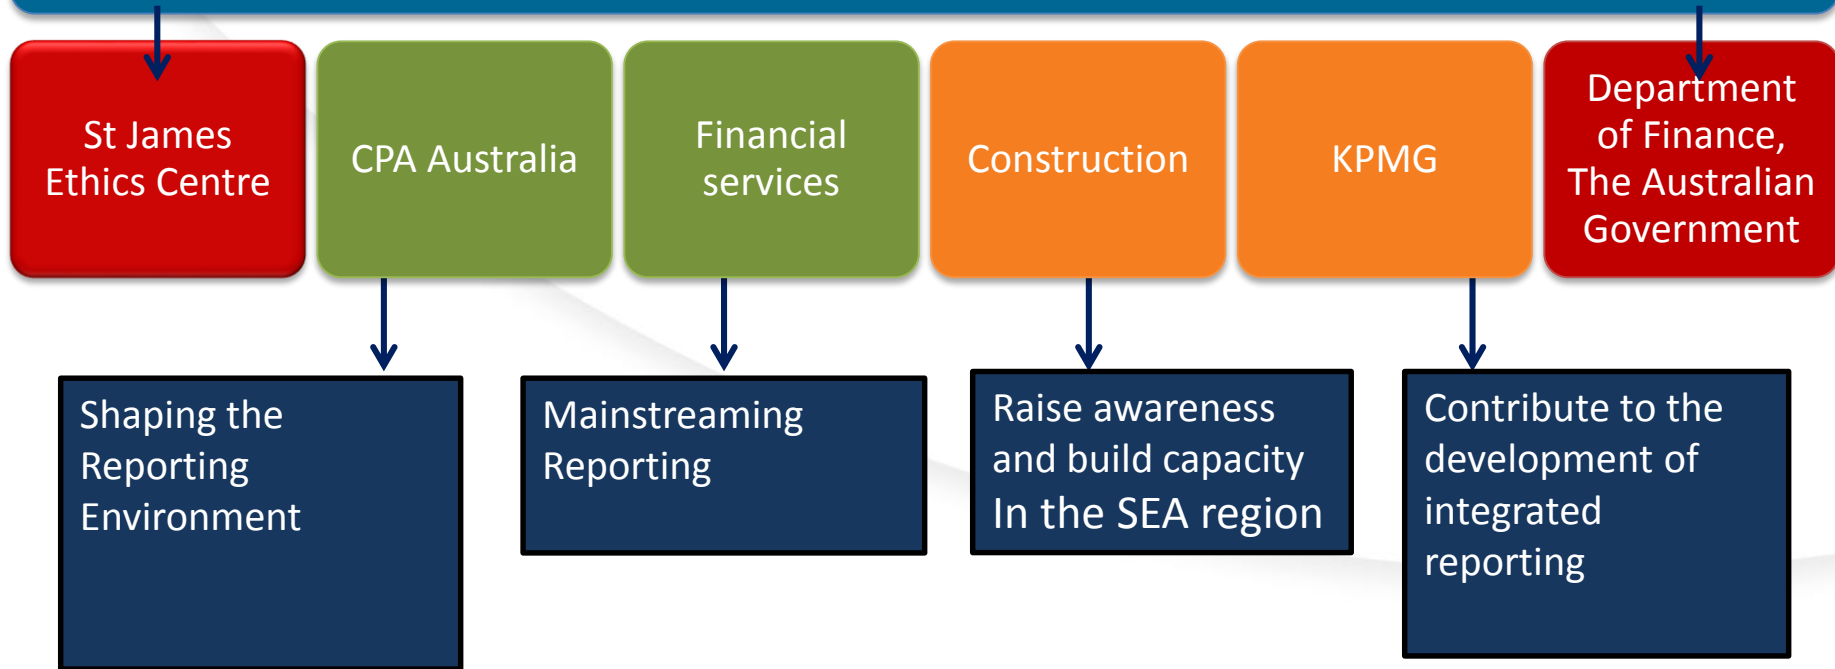 St James
Ethics Centre
CPA Australia
Financial
services
Construction
KPMG
Department
of Finance,
The Australian
Government
Shaping the
Reporting
Environment
Mainstreaming
Reporting
Raise awareness
and build capacity
In the SEA region
Contribute to the
development of
integrated
reporting